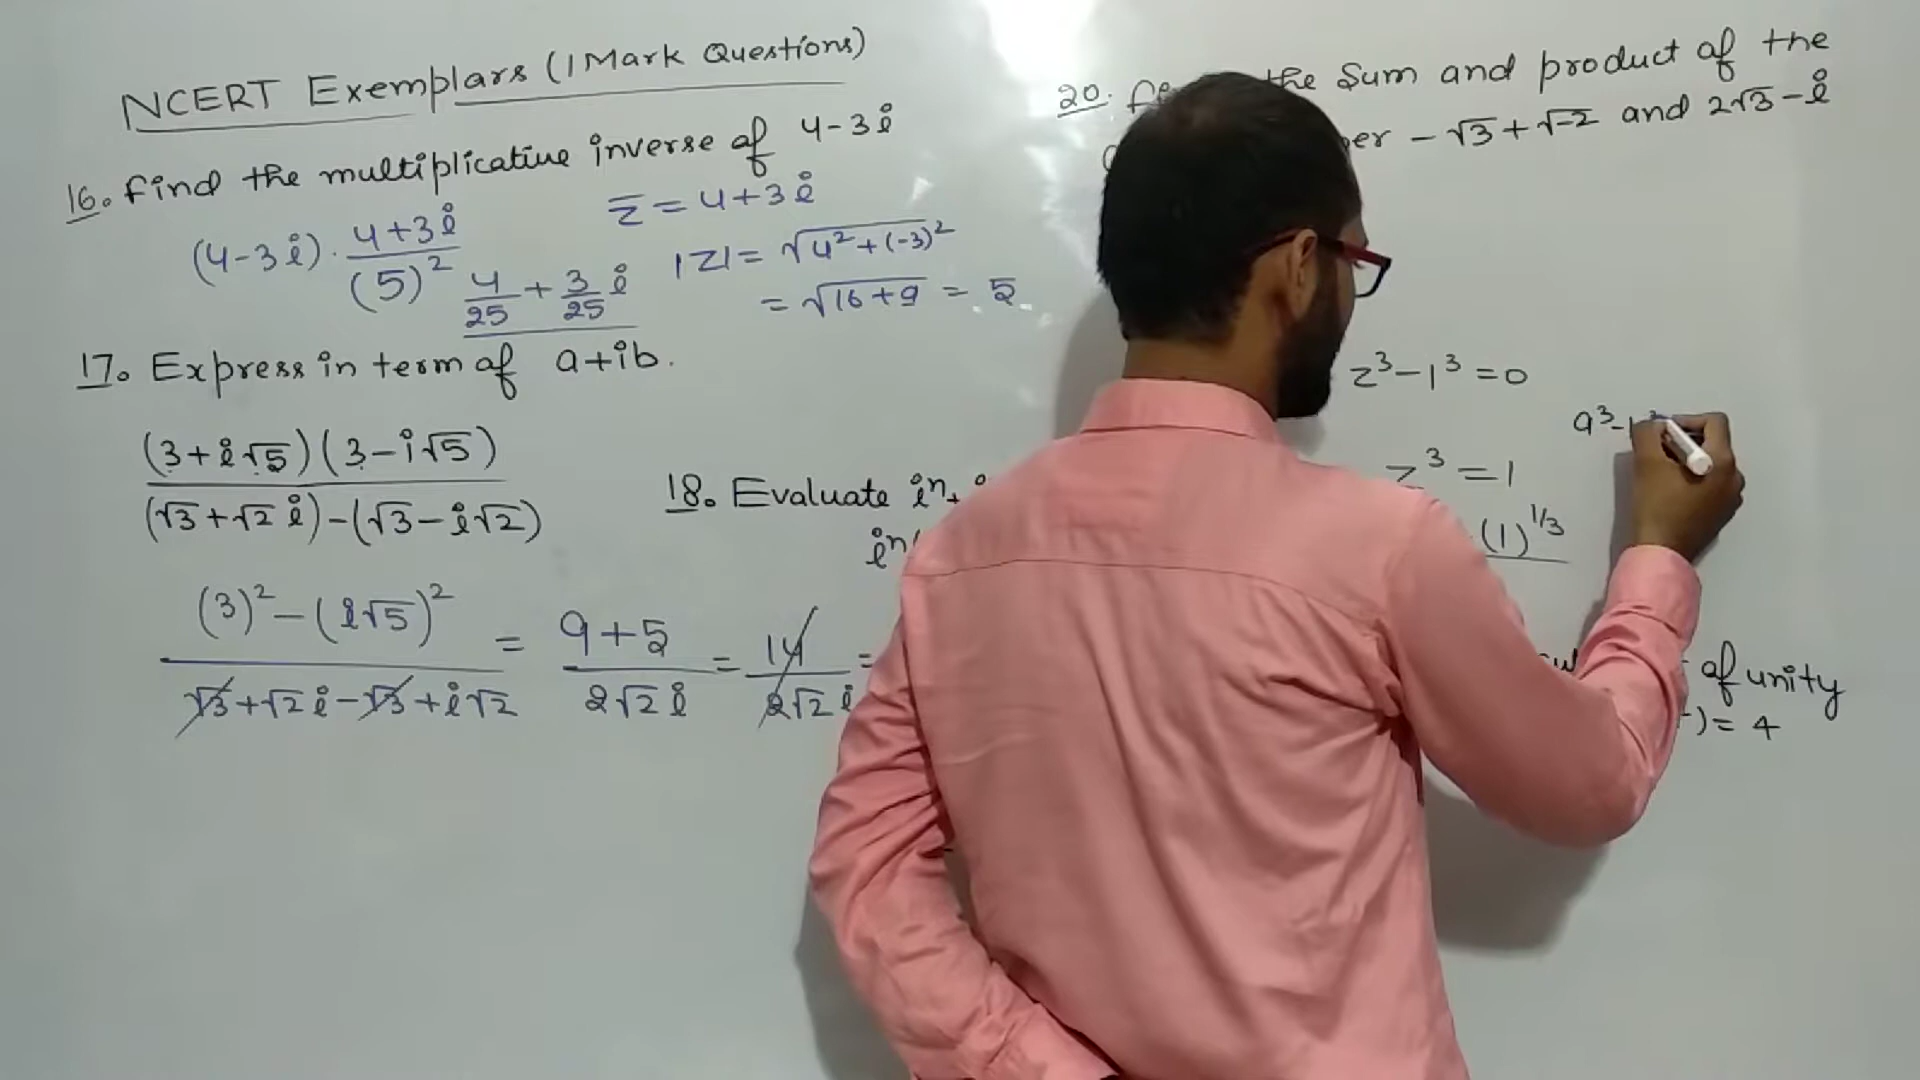 NCERT Exemplars (1 Mark Questions)
16. Find the multiplicative inverse of 4-3i
(4-3i) · (4+3i)/(5)²
4/25 + 3/25 i
z̅ = 4+3i
|z| = √(4²+(-3)²)
= √(16+9) = 5
17. Express in term of a+ib.
(3+i√5)(3-i√5) / (√3+√2 i)-(√3-i√2)
(3)²-(i√5)² / √3+√2i-√3+i√2 = 9+5 / 2√2 i = 14 / 2√2 i =
18. Evaluate iⁿ+
20. the Sum and product of the
-√3+√-2 and 2√3-i
z³-1³=0
z³=1
(1)^1/3
a³-
of unity
)=4